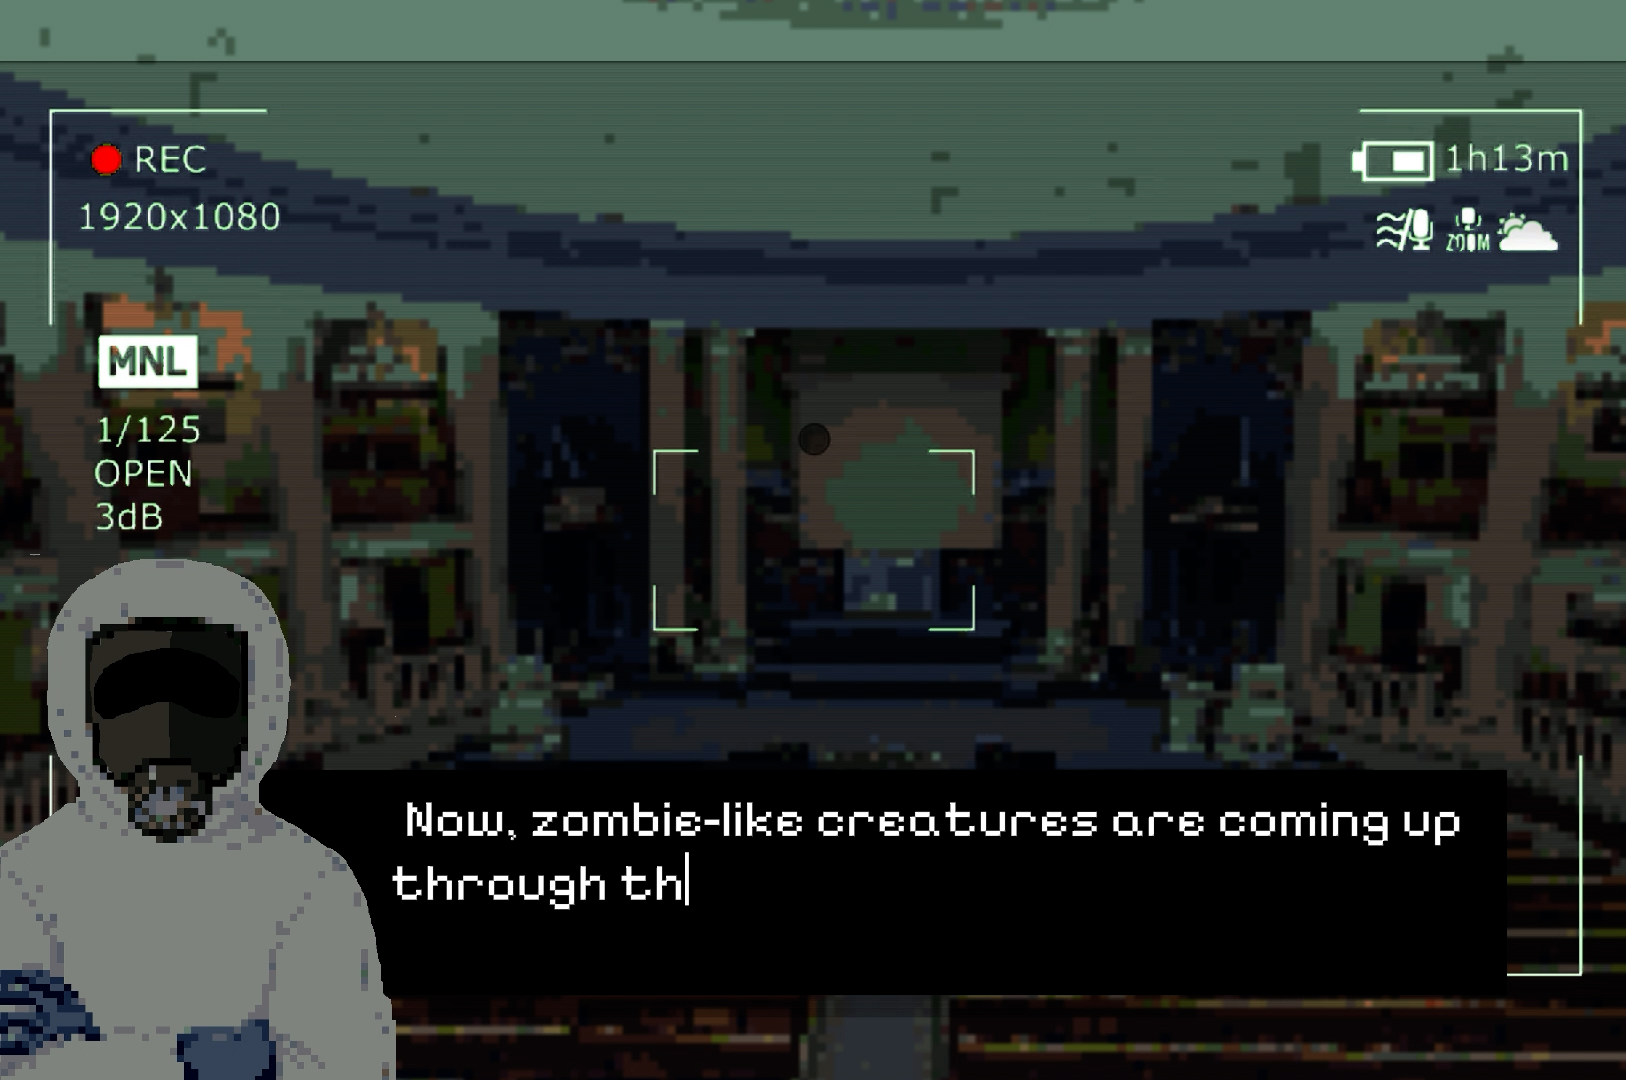 REC
1920x1080
1h13m
ZOOM
MNL
1/125
OPEN
3dB
Now, zombie-like creatures are coming up
through th